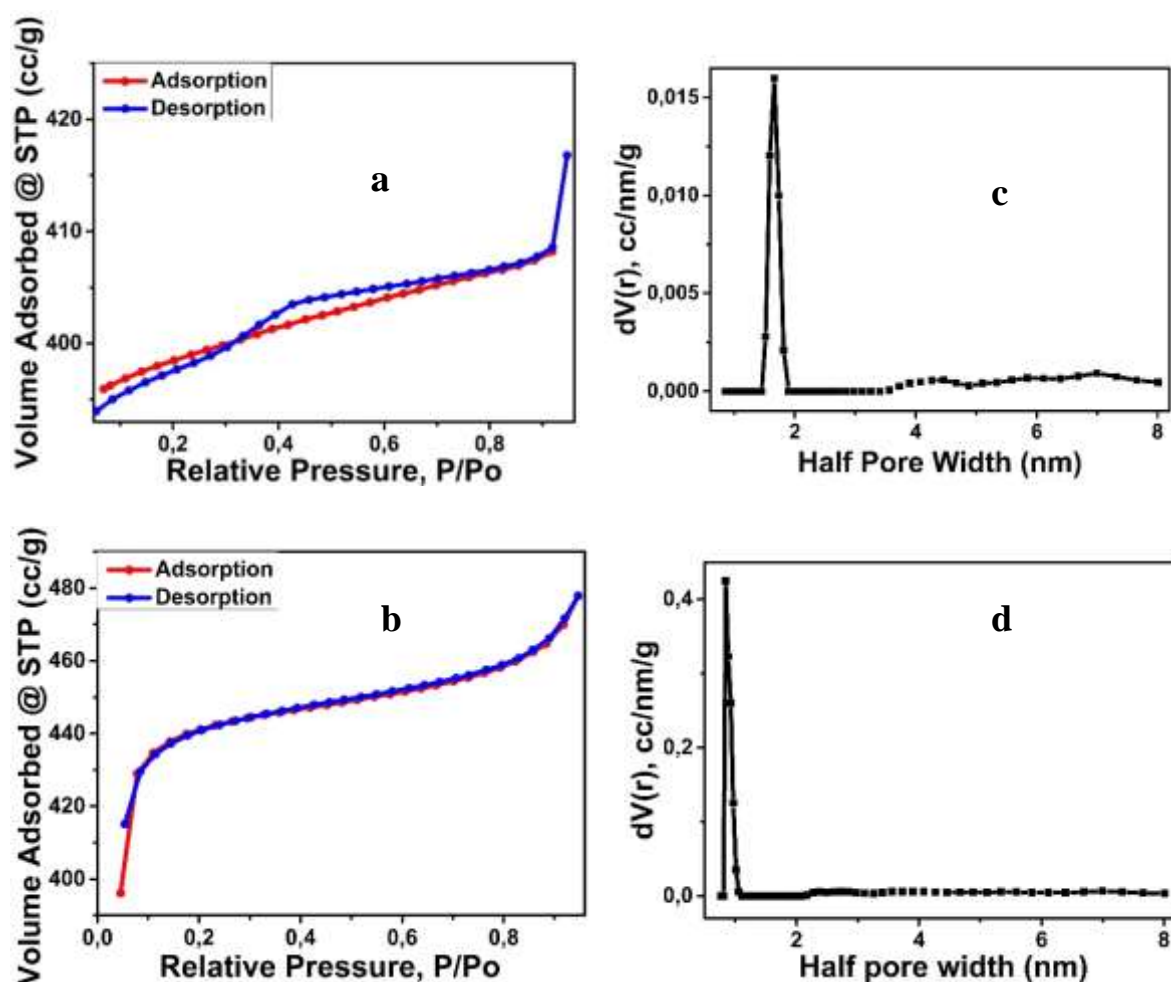 Volume Adsorbed @ STP (cc/g)
420
410
400
Adsorption
Desorption
a
0,2
0,4
0,6
0,8
Relative Pressure, P/Po
dV(r), cc/nm/g
0,015
0,010
0,005
0,000
c
2
4
6
8
Half Pore Width (nm)
Volume Adsorbed @ STP (cc/g)
480
460
440
420
400
Adsorption
Desorption
b
0,0
0,2
0,4
0,6
0,8
Relative Pressure, P/Po
dV(r), cc/nm/g
0,4
0,2
0,0
d
2
4
6
8
Half pore width (nm)